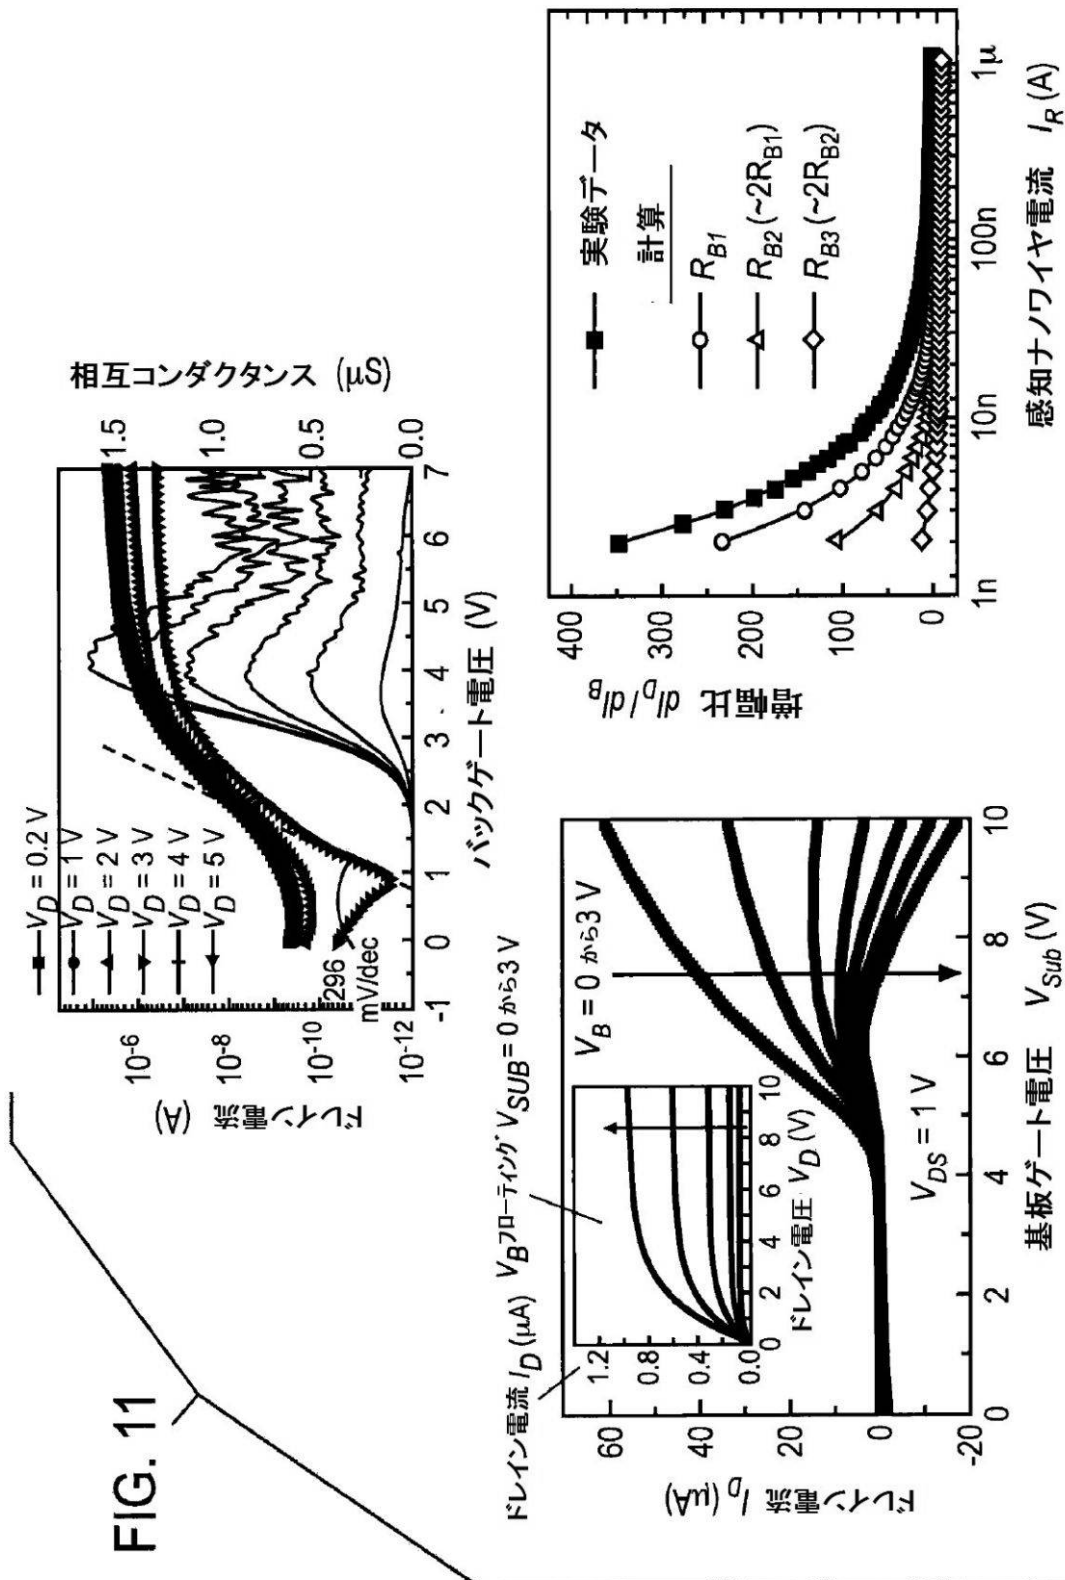 FIG. 11
V_D = 0.2 V
V_D = 1 V
V_D = 2 V
V_D = 3 V
V_D = 4 V
V_D = 5 V
296
mV/dec
ドレイン電流 (A)
10^-6
10^-8
10^-10
10^-12
-1 0 1 2 3 4 5 6 7
バックゲート電圧 (V)
相互コンダクタンス (μS)
1.5
1.0
0.5
0.0
ドレイン電流 I_D (μA)
V_Bフローティング V_SUB = 0 から3 V
1.2
0.8
0.4
0.0
0 2 4 6 8 10
ドレイン電圧 V_D (V)
V_B = 0 から3 V
V_DS = 1 V
ドレイン電流 I_D (μA)
60
40
20
0
-20
0 2 4 6 8 10
基板ゲート電圧 V_Sub (V)
増幅比 dI_D/dI_B
400
300
200
100
0
1n 10n 100n 1μ
感知ナノワイヤ電流 I_R (A)
実験データ
計算
R_B1
R_B2 (~2R_B1)
R_B3 (~2R_B2)